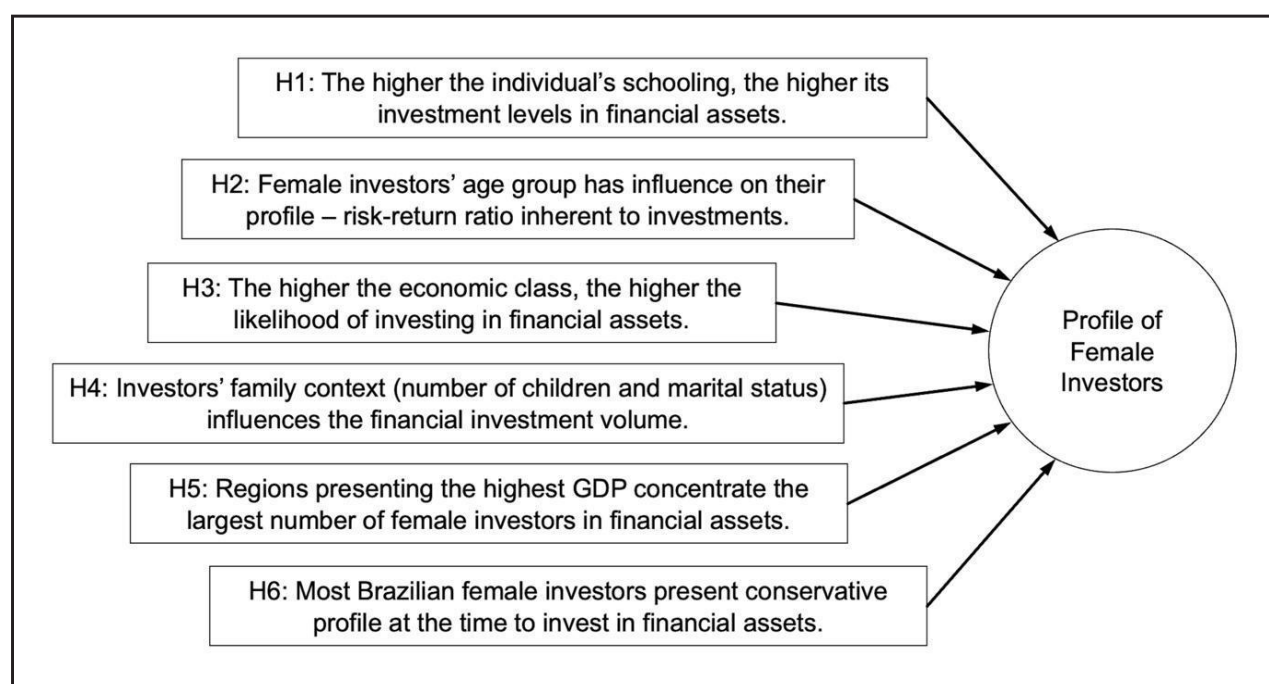 H1: The higher the individual’s schooling, the higher its
investment levels in financial assets.
H2: Female investors’ age group has influence on their
profile – risk-return ratio inherent to investments.
H3: The higher the economic class, the higher the
likelihood of investing in financial assets.
H4: Investors’ family context (number of children and marital status)
influences the financial investment volume.
H5: Regions presenting the highest GDP concentrate the
largest number of female investors in financial assets.
H6: Most Brazilian female investors present conservative
profile at the time to invest in financial assets.
Profile of
Female
Investors